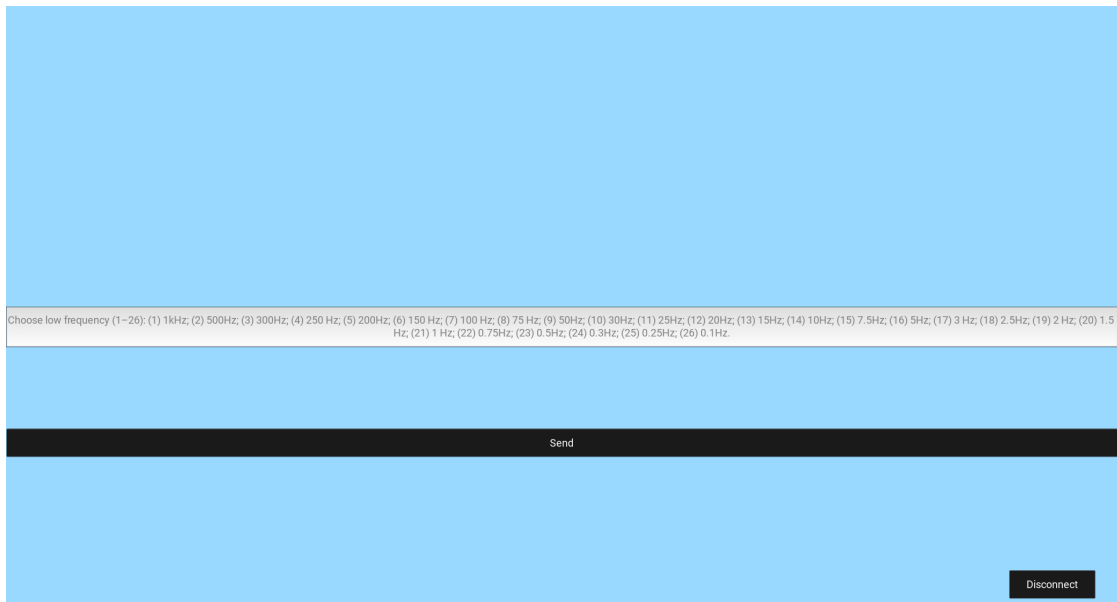 Choose low frequency (1–26): (1) 1kHz; (2) 500Hz; (3) 300Hz; (4) 250 Hz; (5) 200Hz; (6) 150 Hz; (7) 100 Hz; (8) 75 Hz; (9) 50Hz; (10) 30Hz; (11) 25Hz; (12) 20Hz; (13) 15Hz; (14) 10Hz; (15) 7.5Hz; (16) 5Hz; (17) 3 Hz; (18) 2.5Hz; (19) 2 Hz; (20) 1.5
Hz; (21) 1 Hz; (22) 0.75Hz; (23) 0.5Hz; (24) 0.3Hz; (25) 0.25Hz; (26) 0.1Hz.
Send
Disconnect